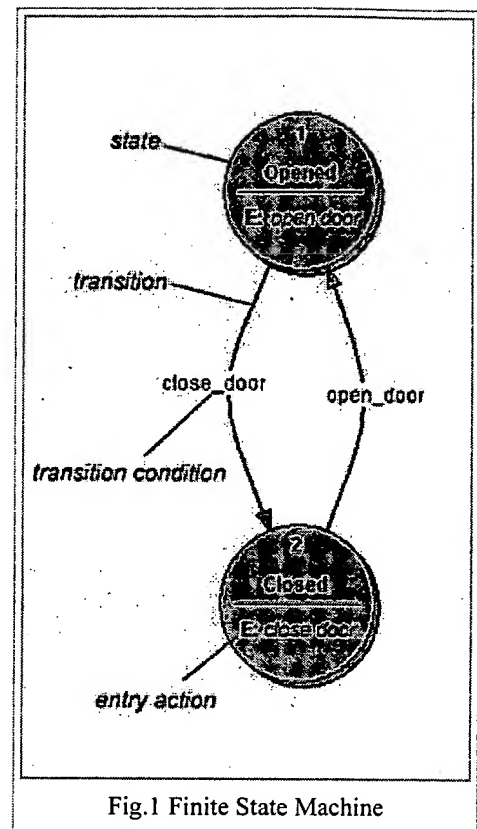 1
state
Opened
E: open door
transition
close_door
open_door
transition condition
2
Closed
E: close door
entry action
Fig.1 Finite State Machine